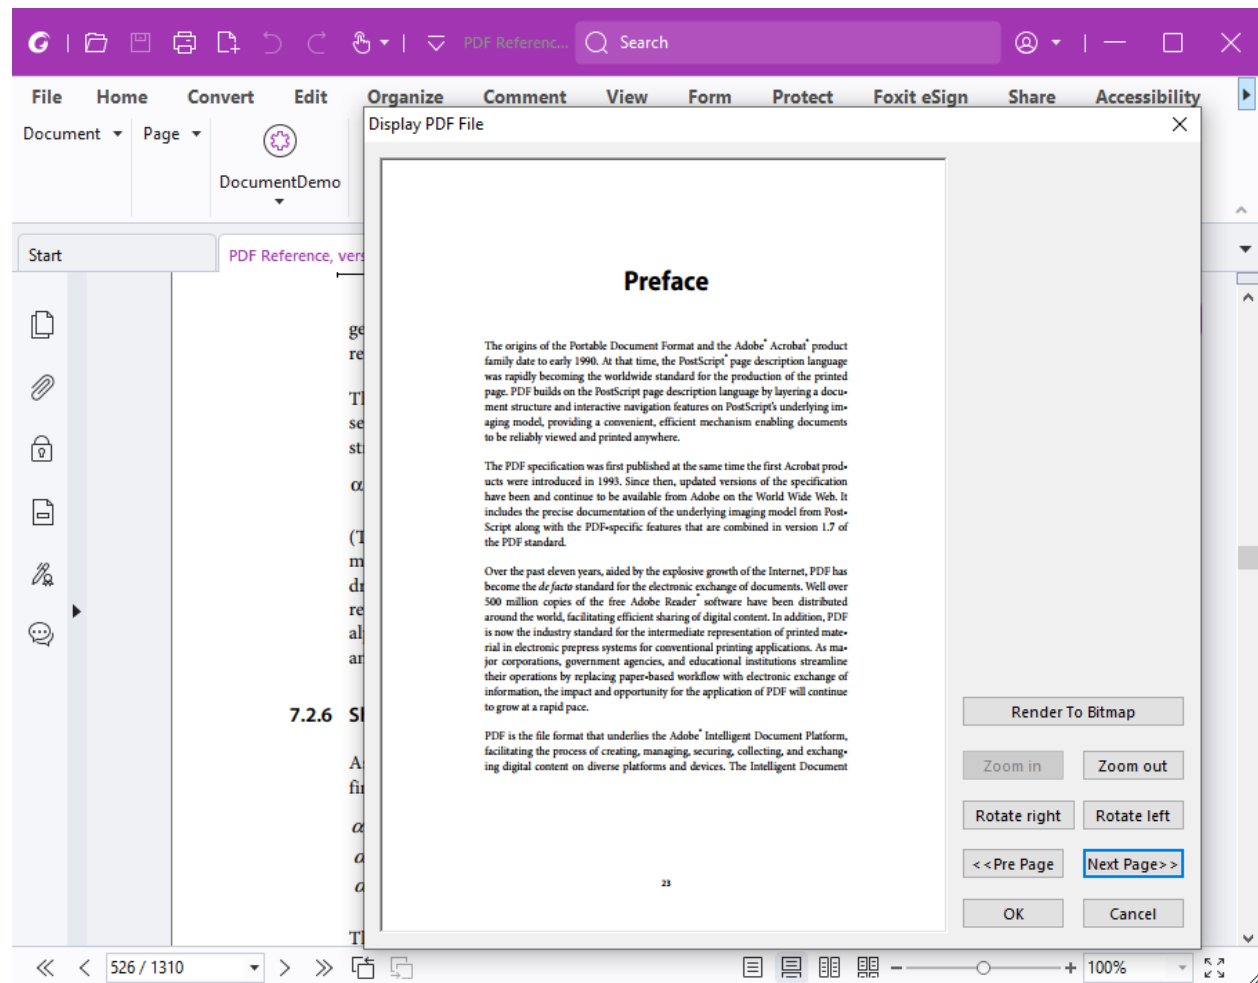 PDF Referenc...
Search
File Home Convert Edit Organize Comment View Form Protect Foxit eSign Share Accessibility
Document Page
DocumentDemo
Display PDF File
Start
PDF Reference, vers
ge
re
Th
se
st
α
(T
m
dr
re
al
an
7.2.6
A
fi
α
Preface
The origins of the Portable Document Format and the Adobe* Acrobat* product
family date to early 1990. At that time, the PostScript* page description language
was rapidly becoming the worldwide standard for the production of the printed
page. PDF builds on the PostScript page description language by layering a docu-
ment structure and interactive navigation features on PostScript's underlying im-
aging model, providing a convenient, efficient mechanism enabling documents
to be reliably viewed and printed anywhere.
The PDF specification was first published at the same time the first Acrobat prod-
ucts were introduced in 1993. Since then, updated versions of the specification
have been and continue to be available from Adobe on the World Wide Web. It
includes the precise documentation of the underlying imaging model from Post-
Script along with the PDF-specific features that are combined in version 1.7 of
the PDF standard.
Over the past eleven years, aided by the explosive growth of the Internet, PDF has
become the de facto standard for the electronic exchange of documents. Well over
500 million copies of the free Adobe Reader* software have been distributed
around the world, facilitating efficient sharing of digital content. In addition, PDF
is now the industry standard for the intermediate representation of printed mate-
rial in electronic prepress systems for conventional printing applications. As ma-
jor corporations, government agencies, and educational institutions streamline
their operations by replacing paper-based workflow with electronic exchange of
information, the impact and opportunity for the application of PDF will continue
to grow at a rapid pace.
PDF is the file format that underlies the Adobe* Intelligent Document Platform,
facilitating the process of creating, managing, securing, collecting, and exchang-
ing digital content on diverse platforms and devices. The Intelligent Document
23
Render To Bitmap
Zoom in Zoom out
Rotate right Rotate left
<<Pre Page Next Page>>
OK Cancel
526 / 1310
100%